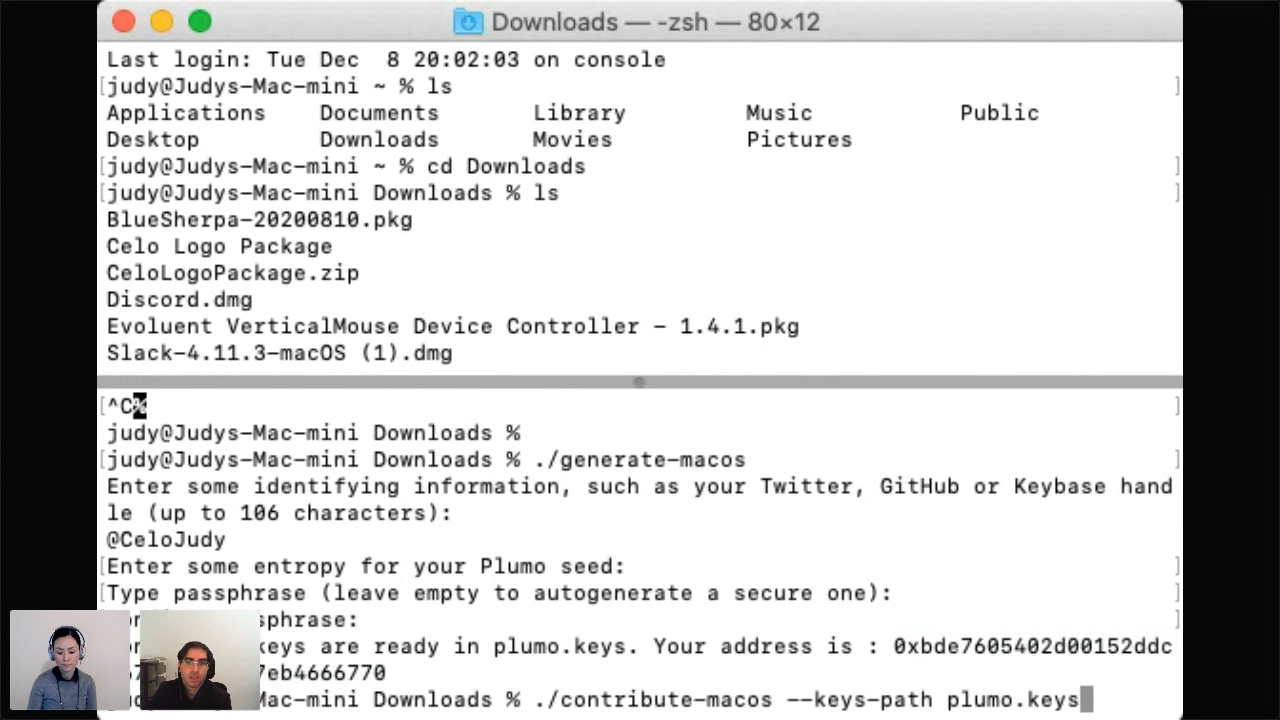 Downloads — -zsh — 80×12
Last login: Tue Dec  8 20:02:03 on console
[judy@Judys-Mac-mini ~ % ls ]
Applications Documents Library Music Public
Desktop Downloads Movies Pictures
[judy@Judys-Mac-mini ~ % cd Downloads ]
[judy@Judys-Mac-mini Downloads % ls ]
BlueSherpa-20200810.pkg
Celo Logo Package
CeloLogoPackage.zip
Discord.dmg
Evoluent VerticalMouse Device Controller - 1.4.1.pkg
Slack-4.11.3-macOS (1).dmg
[^C% ]
judy@Judys-Mac-mini Downloads %
[judy@Judys-Mac-mini Downloads % ./generate-macos ]
Enter some identifying information, such as your Twitter, GitHub or Keybase hand
le (up to 106 characters):
@CeloJudy
[Enter some entropy for your Plumo seed: ]
[Type passphrase (leave empty to autogenerate a secure one): ]
sphrase: ]
keys are ready in plumo.keys. Your address is : 0xbde7605402d00152ddc
7eb4666770
-Mac-mini Downloads % ./contribute-macos --keys-path plumo.keys